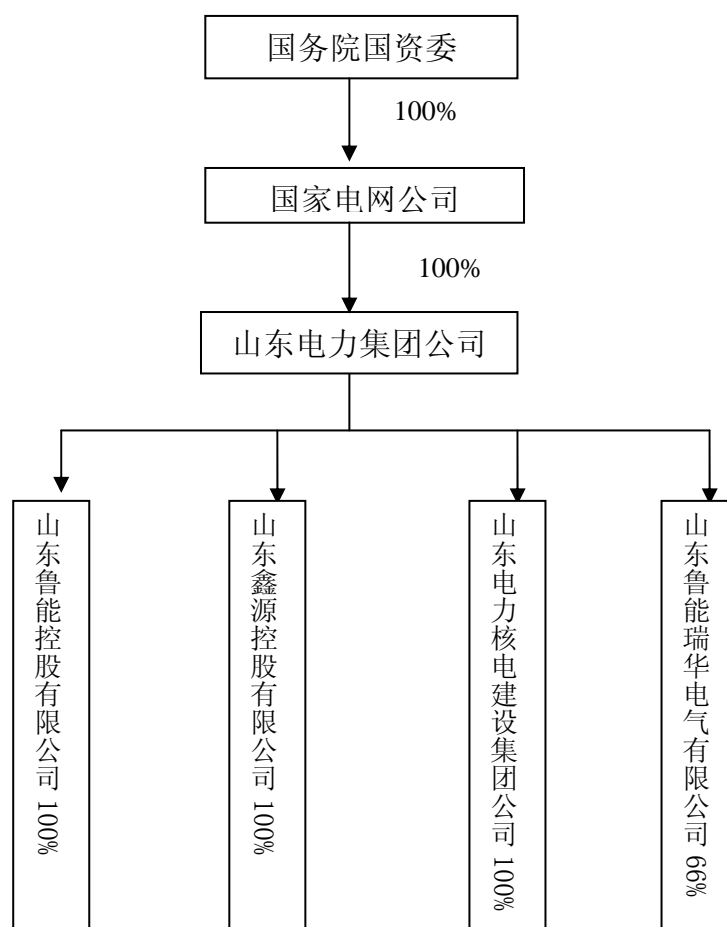 国务院国资委
100%
国家电网公司
100%
山东电力集团公司
山东鲁能控股有限公司 100%
山东鑫源控股有限公司 100%
山东电力核电建设集团公司 100%
山东鲁能瑞华电气有限公司 66%